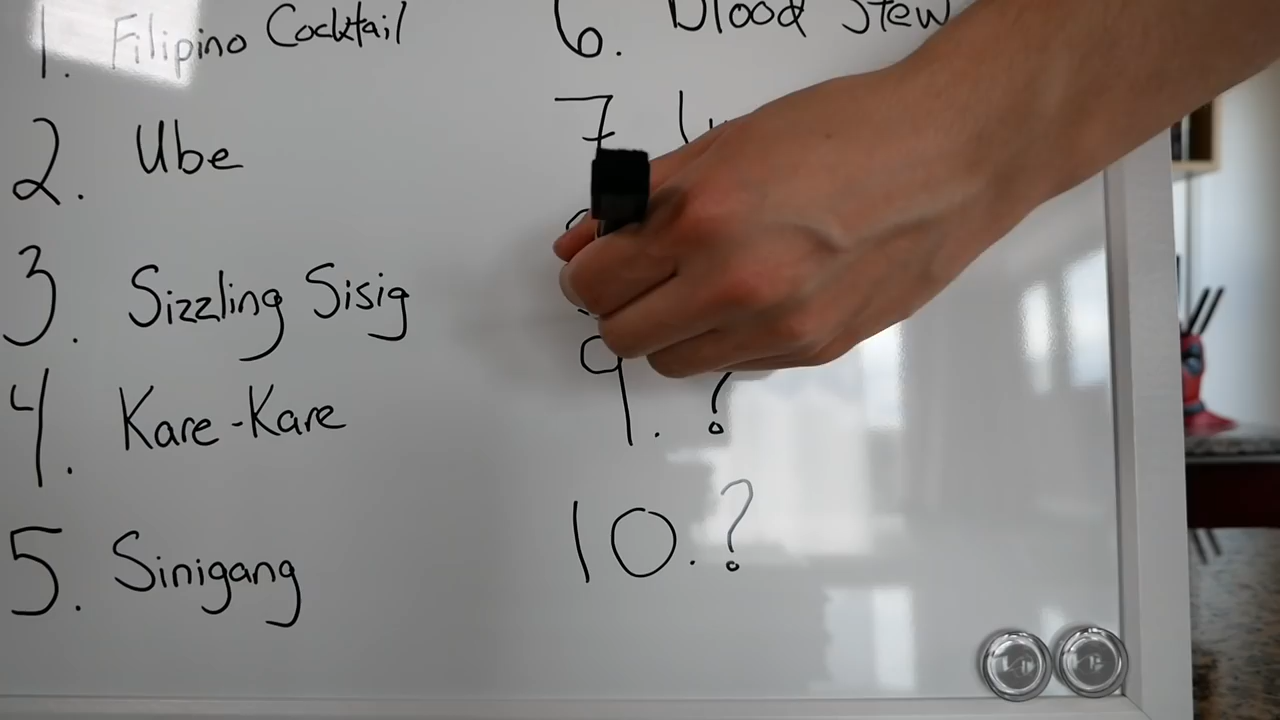 1. Filipino Cocktail
2. Ube
3. Sizzling Sisig
4. Kare-Kare
5. Sinigang
6. Blood Stew
7
9. ?
10. ?